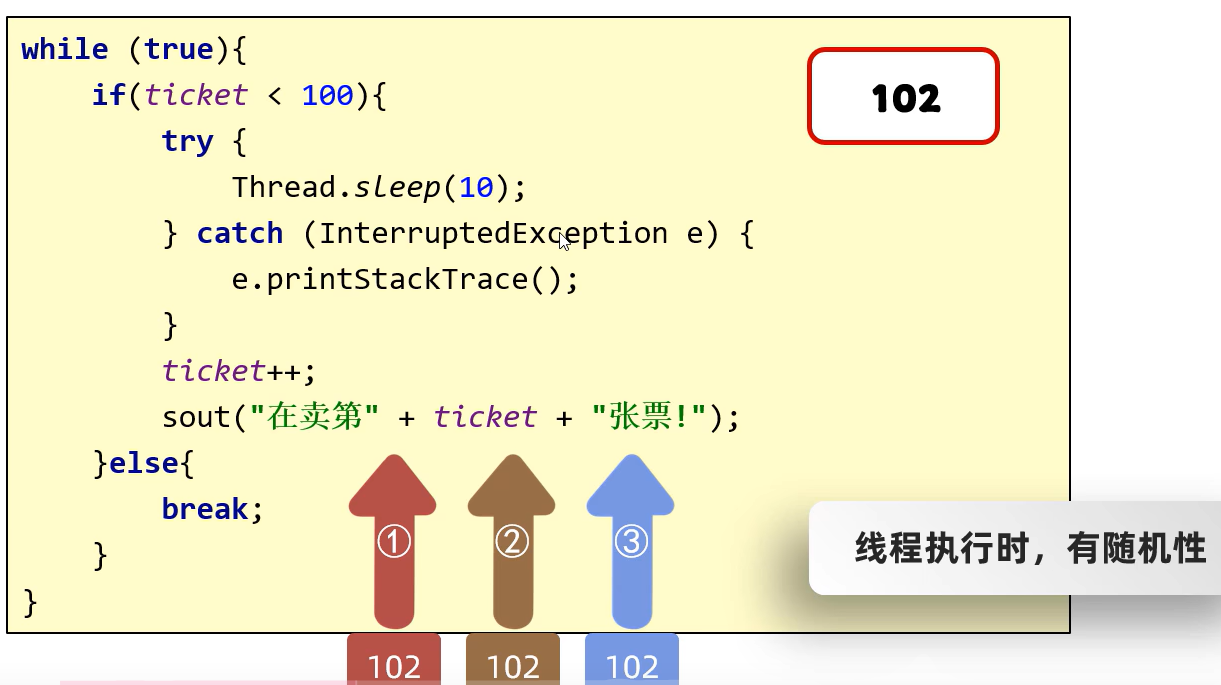 while (true){
if(ticket < 100){
102
try {
Thread.sleep(10);
} catch (InterruptedException e) {
e.printStackTrace();
}
ticket++;
sout("在卖第" + ticket + "张票!");
}else{
break;
}
}
① ② ③
线程执行时，有随机性
102 102 102